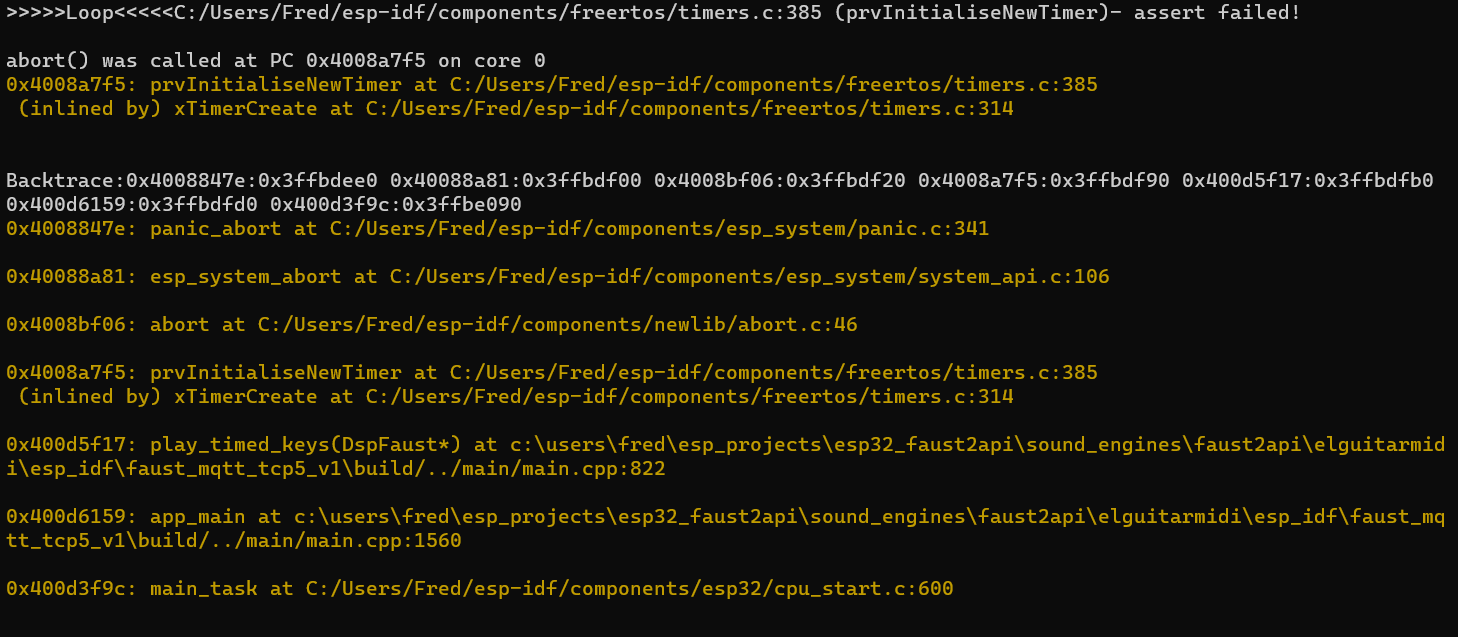 >>>>>Loop<<<<<C:/Users/Fred/esp-idf/components/freertos/timers.c:385 (prvInitialiseNewTimer)- assert failed!
abort() was called at PC 0x4008a7f5 on core 0
0x4008a7f5: prvInitialiseNewTimer at C:/Users/Fred/esp-idf/components/freertos/timers.c:385
(inlined by) xTimerCreate at C:/Users/Fred/esp-idf/components/freertos/timers.c:314
Backtrace:0x4008847e:0x3ffbdee0 0x40088a81:0x3ffbdf00 0x4008bf06:0x3ffbdf20 0x4008a7f5:0x3ffbdf90 0x400d5f17:0x3ffbdfb0
0x400d6159:0x3ffbdfd0 0x400d3f9c:0x3ffbe090
0x4008847e: panic_abort at C:/Users/Fred/esp-idf/components/esp_system/panic.c:341
0x40088a81: esp_system_abort at C:/Users/Fred/esp-idf/components/esp_system/system_api.c:106
0x4008bf06: abort at C:/Users/Fred/esp-idf/components/newlib/abort.c:46
0x4008a7f5: prvInitialiseNewTimer at C:/Users/Fred/esp-idf/components/freertos/timers.c:385
(inlined by) xTimerCreate at C:/Users/Fred/esp-idf/components/freertos/timers.c:314
0x400d5f17: play_timed_keys(DspFaust*) at c:\users\fred\esp_projects\esp32_faust2api\sound_engines\faust2api\elguitarmid
i\esp_idf\faust_mqtt_tcp5_v1\build/../main/main.cpp:822
0x400d6159: app_main at c:\users\fred\esp_projects\esp32_faust2api\sound_engines\faust2api\elguitarmidi\esp_idf\faust_mq
tt_tcp5_v1\build/../main/main.cpp:1560
0x400d3f9c: main_task at C:/Users/Fred/esp-idf/components/esp32/cpu_start.c:600